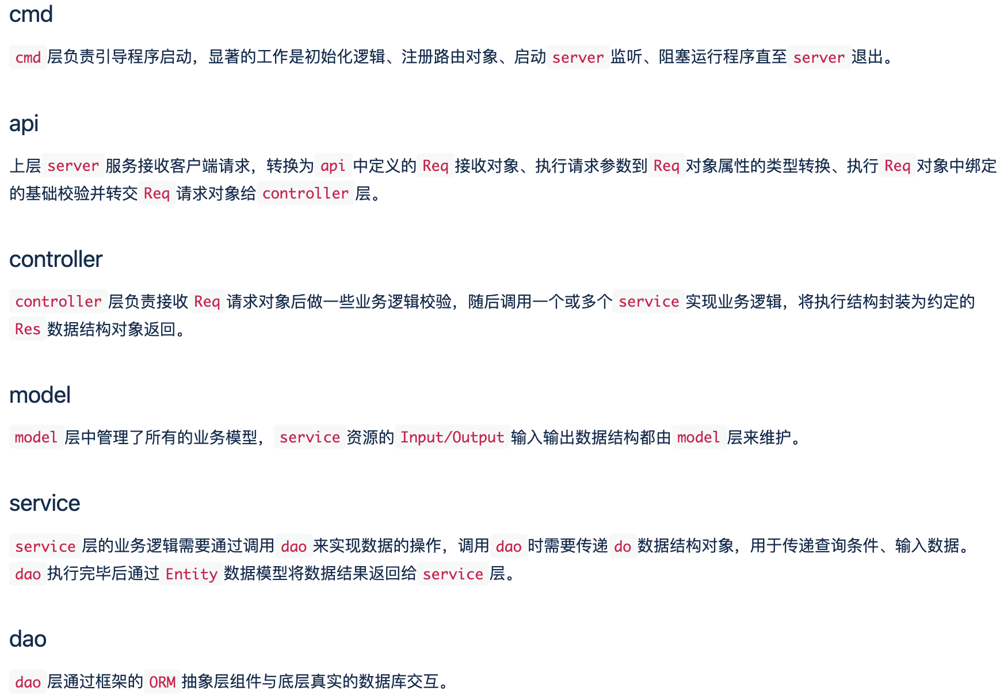 cmd
cmd 层负责引导程序启动，显著的工作是初始化逻辑、注册路由对象、启动 server 监听、阻塞运行程序直至 server 退出。
api
上层 server 服务接收客户端请求，转换为 api 中定义的 Req 接收对象、执行请求参数到 Req 对象属性的类型转换、执行 Req 对象中绑定
的基础校验并转交 Req 请求对象给 controller 层。
controller
controller 层负责接收 Req 请求对象后做一些业务逻辑校验，随后调用一个或多个 service 实现业务逻辑，将执行结构封装为约定的
Res 数据结构对象返回。
model
model 层中管理了所有的业务模型， service 资源的 Input/Output 输入输出数据结构都由 model 层来维护。
service
service 层的业务逻辑需要通过调用 dao 来实现数据的操作，调用 dao 时需要传递 do 数据结构对象，用于传递查询条件、输入数据。
dao 执行完毕后通过 Entity 数据模型将数据结果返回给 service 层。
dao
dao 层通过框架的 ORM 抽象层组件与底层真实的数据库交互。